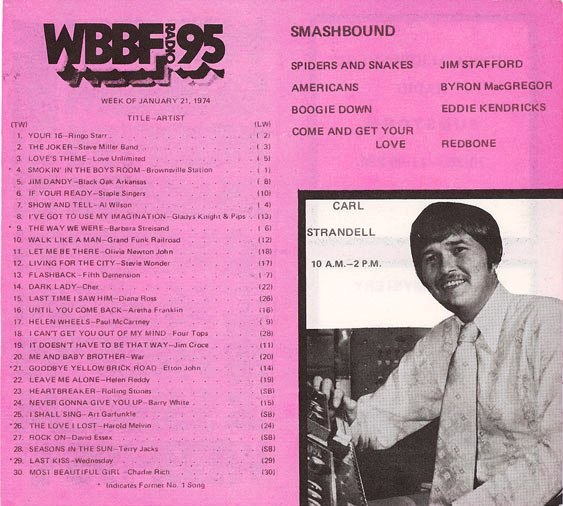 WBBF RADIO 95
WEEK OF JANUARY 21, 1974
TITLE—ARTIST
(TW) (LW)
1. YOUR 16—Ringo Starr ( 2)
2. THE JOKER—Steve Miller Band ( 3)
3. LOVE'S THEME—Love Unlimited ( 5)
* 4. SMOKIN' IN THE BOYS ROOM—Brownsville Station ( 1)
5. JIM DANDY—Black Oak Arkansas ( 8)
6. IF YOUR READY—Staple Singers (10)
7. SHOW AND TELL—Al Wilson ( 4)
8. I'VE GOT TO USE MY IMAGINATION—Gladys Knight & Pips (13)
* 9. THE WAY WE WERE—Barbera Streisand ( 6)
10. WALK LIKE A MAN—Grand Funk Railroad (12)
11. LET ME BE THERE—Olivia Newton John (18)
12. LIVING FOR THE CITY—Stevie Wonder (17)
13. FLASHBACK—Fifth Demension ( 7)
14. DARK LADY—Cher (22)
15. LAST TIME I SAW HIM—Diana Ross (26)
16. UNTIL YOU COME BACK—Aretha Franklin (16)
17. HELEN WHEELS—Paul McCartney ( 9)
18. I CAN'T GET YOU OUT OF MY MIND—Four Tops (28)
19. IT DOESN'T HAVE TO BE THAT WAY—Jim Croce (11)
20. ME AND BABY BROTHER—War (20)
*21. GOODBYE YELLOW BRICK ROAD—Elton John (14)
22. LEAVE ME ALONE—Helen Reddy (19)
23. HEARTBREAKER—Rolling Stones (SB)
24. NEVER GONNA GIVE YOU UP—Barry White (15)
25. I SHALL SING—Art Garfunkle (SB)
*26. THE LOVE I LOST—Harold Melvin (24)
27. ROCK ON—David Essex (SB)
28. SEASONS IN THE SUN—Terry Jacks (SB)
*29. LAST KISS—Wednesday (29)
30. MOST BEAUTIFUL GIRL—Charlie Rich (30)
* Indicates Former No. 1 Song
SMASHBOUND
SPIDERS AND SNAKES JIM STAFFORD
AMERICANS BYRON MacGREGOR
BOOGIE DOWN EDDIE KENDRICKS
COME AND GET YOUR
LOVE REDBONE
CARL
STRANDELL
10 A.M.—2 P.M.